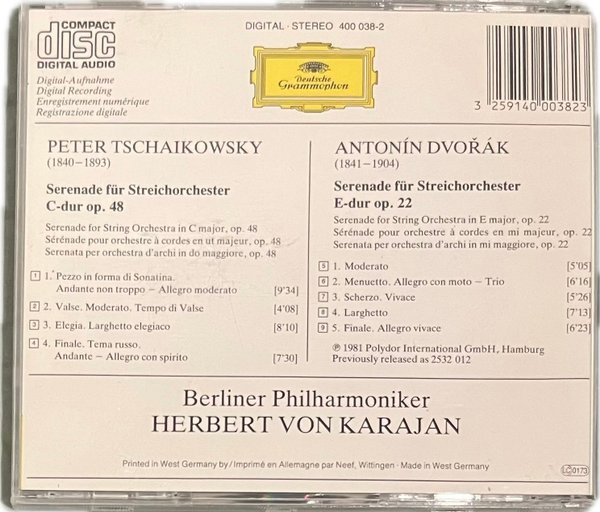 COMPACT
disc
DIGITAL AUDIO
DIGITAL · STEREO 400 038-2
Deutsche
Grammophon
3 259140 003823
Digital-Aufnahme
Digital Recording
Enregistrement numérique
Registrazione digitale
PETER TSCHAIKOWSKY
(1840–1893)
Serenade für Streichorchester
C-dur op. 48
Serenade for String Orchestra in C major, op. 48
Sérénade pour orchestre à cordes en ut majeur, op. 48
Serenata per orchestra d'archi in do maggiore, op. 48
1 1. Pezzo in forma di Sonatina.
Andante non troppo – Allegro moderato [9'34]
2 2. Valse. Moderato. Tempo di Valse [4'08]
3 3. Elegia. Larghetto elegiaco [8'10]
4 4. Finale. Tema russo.
Andante – Allegro con spirito [7'30]
ANTONÍN DVOŘÁK
(1841–1904)
Serenade für Streichorchester
E-dur op. 22
Serenade for String Orchestra in E major, op. 22
Sérénade pour orchestre à cordes en mi majeur, op. 22
Serenata per orchestra d'archi in mi maggiore, op. 22
5 1. Moderato [5'05]
6 2. Menuetto. Allegro con moto – Trio [6'16]
7 3. Scherzo. Vivace [5'26]
8 4. Larghetto [7'13]
9 5. Finale. Allegro vivace [6'23]
℗ 1981 Polydor International GmbH, Hamburg
Previously released as 2532 012
Berliner Philharmoniker
HERBERT VON KARAJAN
Printed in West Germany by/Imprimé en Allemagne par Neef, Wittingen · Made in West Germany
LC 0173